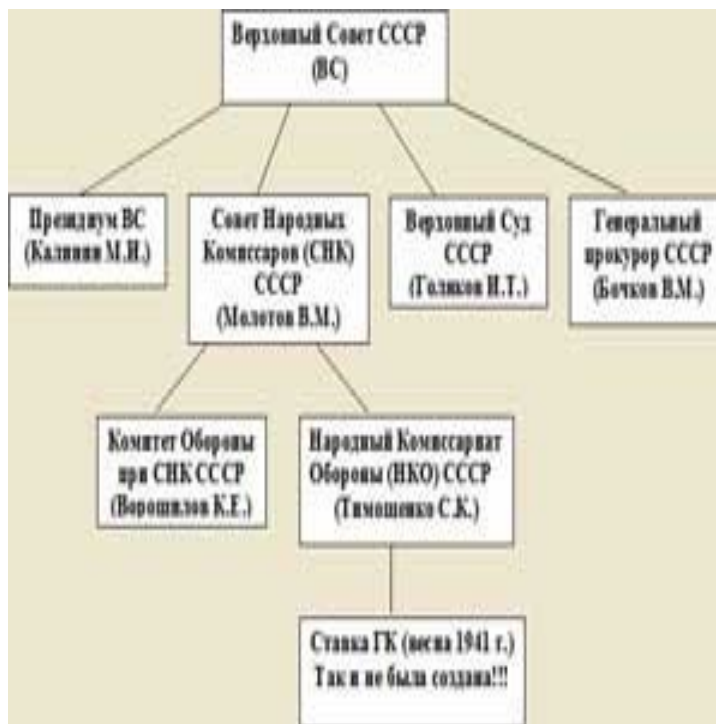 Верховный Совет СССР
(ВС)
Президиум ВС
(Калинин М.И.)
Совет Народных
Комиссаров (СНК)
СССР
(Молотов В.М.)
Верховный Суд
СССР
(Голяков И.Т.)
Генеральный
прокурор СССР
(Бочков В.М.)
Комитет Обороны
при СНК СССР
(Ворошилов К.Е.)
Народный Комиссариат
Обороны (НКО) СССР
(Тимошенко С.К.)
Ставка ГК (весна 1941 г.)
Так и не была создана!!!